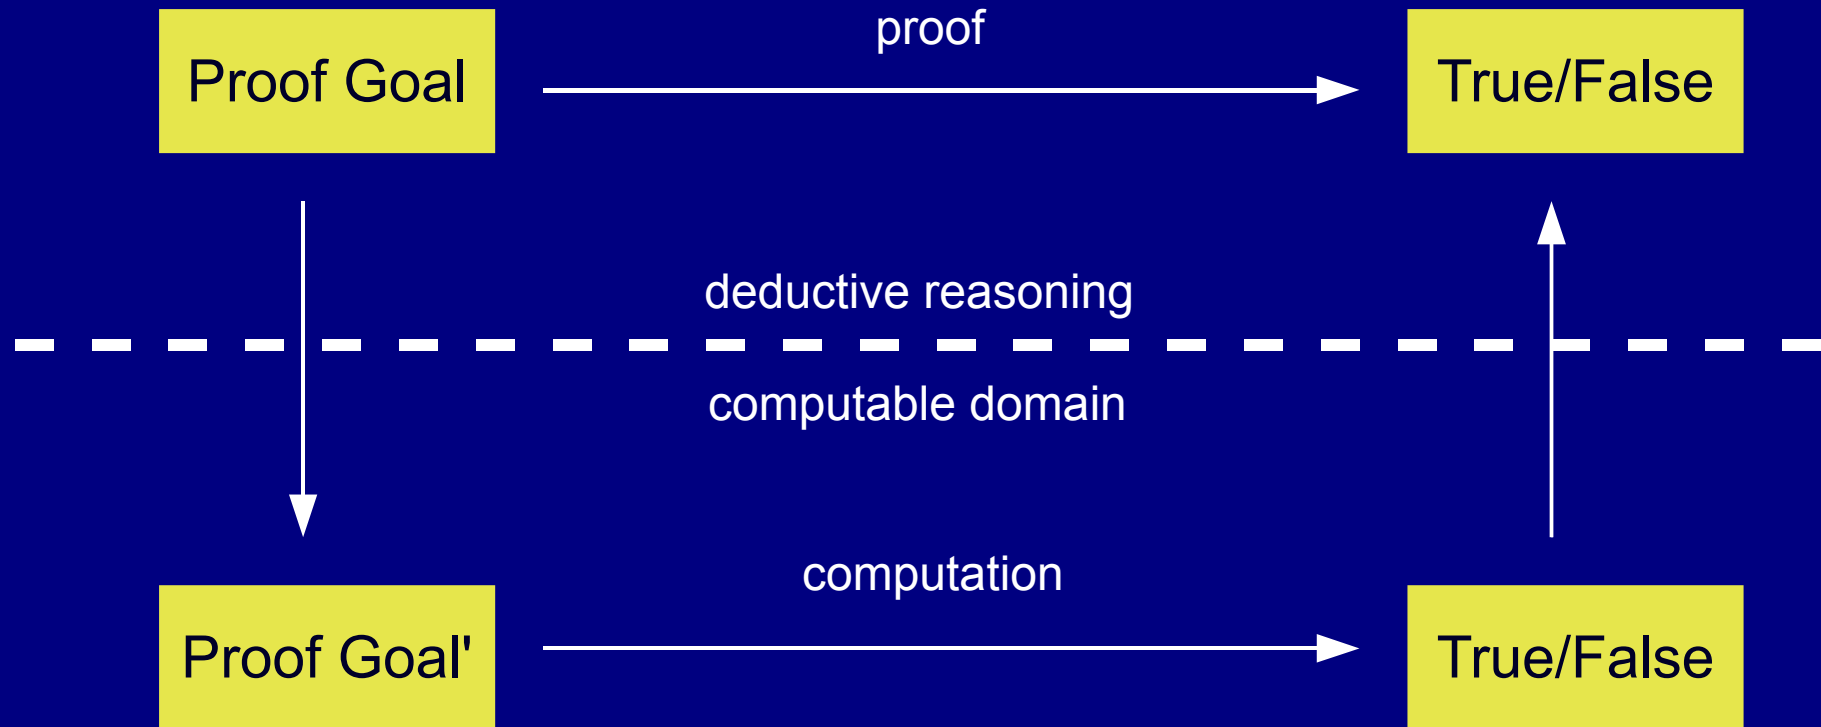 proof
Proof Goal
True/False
deductive reasoning
computable domain
computation
Proof Goal'
True/False